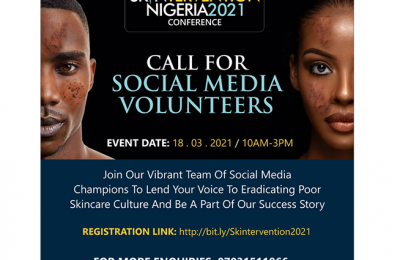 SKINTERVENTION
NIGERIA2021
CONFERENCE
CALL FOR
SOCIAL MEDIA
VOLUNTEERS
EVENT DATE: 18 . 03 . 2021 / 10AM-3PM
Join Our Vibrant Team Of Social Media
Champions To Lend Your Voice To Eradicating Poor
Skincare Culture And Be A Part Of Our Success Story
REGISTRATION LINK: http://bit.ly/Skintervention2021
FOR MORE ENQUIRIES